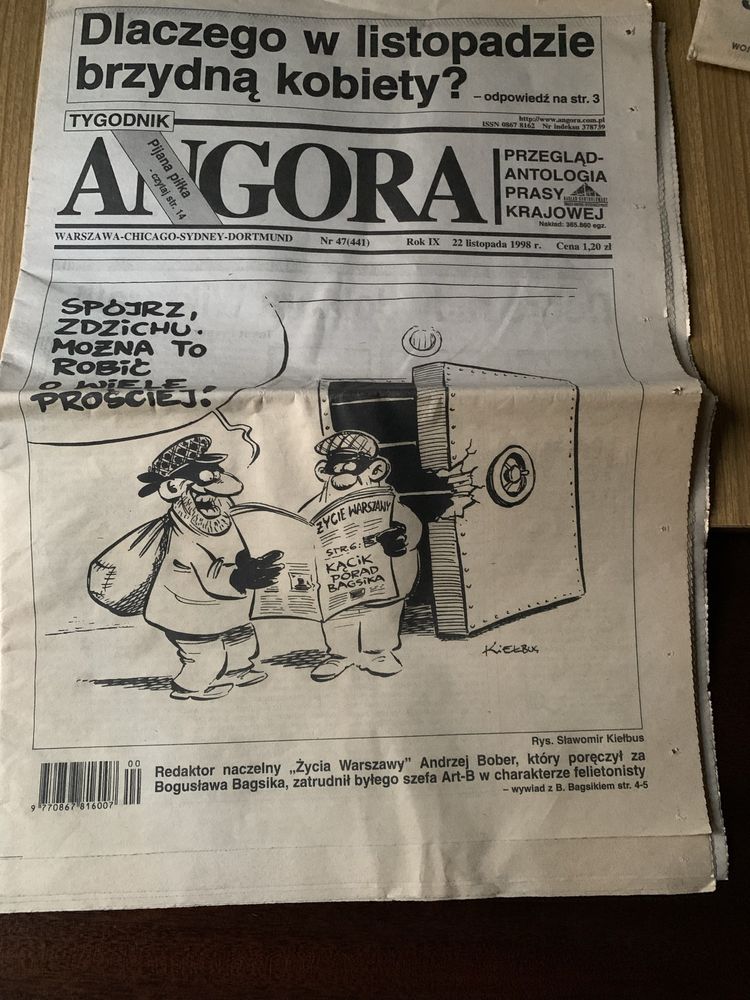 Dlaczego w listopadzie
brzydną kobiety? – odpowiedź na str. 3
TYGODNIK
http://www.angora.com.pl
ISSN 0867 8162 Nr indeksu 378739
ANGORA
Pijana piłka
- czytaj str. 14
PRZEGLĄD-
ANTOLOGIA
PRASY
KRAJOWEJ
Nakład: 365.860 egz.
WARSZAWA-CHICAGO-SYDNEY-DORTMUND Nr 47(441) Rok IX 22 listopada 1998 r. Cena 1,20 zł
SPÓJRZ,
ZDZICHU.
MOŻNA TO
ROBIĆ
O WIELE
PROŚCIEJ!
ŻYCIE WARSZAWY
STR.6:
KĄCIK
PORAD
BAGSIKA
KIEŁBUS
Rys. Sławomir Kiełbus
00
9 770867 816007
Redaktor naczelny „Życia Warszawy” Andrzej Bober, który poręczył za
Bogusława Bagsika, zatrudnił byłego szefa Art-B w charakterze felietonisty
– wywiad z B. Bagsikiem str. 4-5